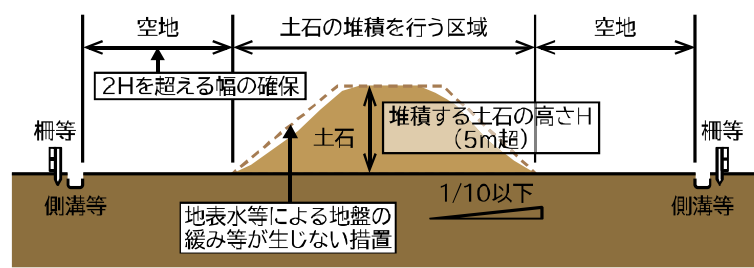 空地
土石の堆積を行う区域
空地
2Hを超える幅の確保
堆積する土石の高さH
（5m超）
土石
柵等
柵等
側溝等
側溝等
1/10以下
地表水等による地盤の
緩み等が生じない措置